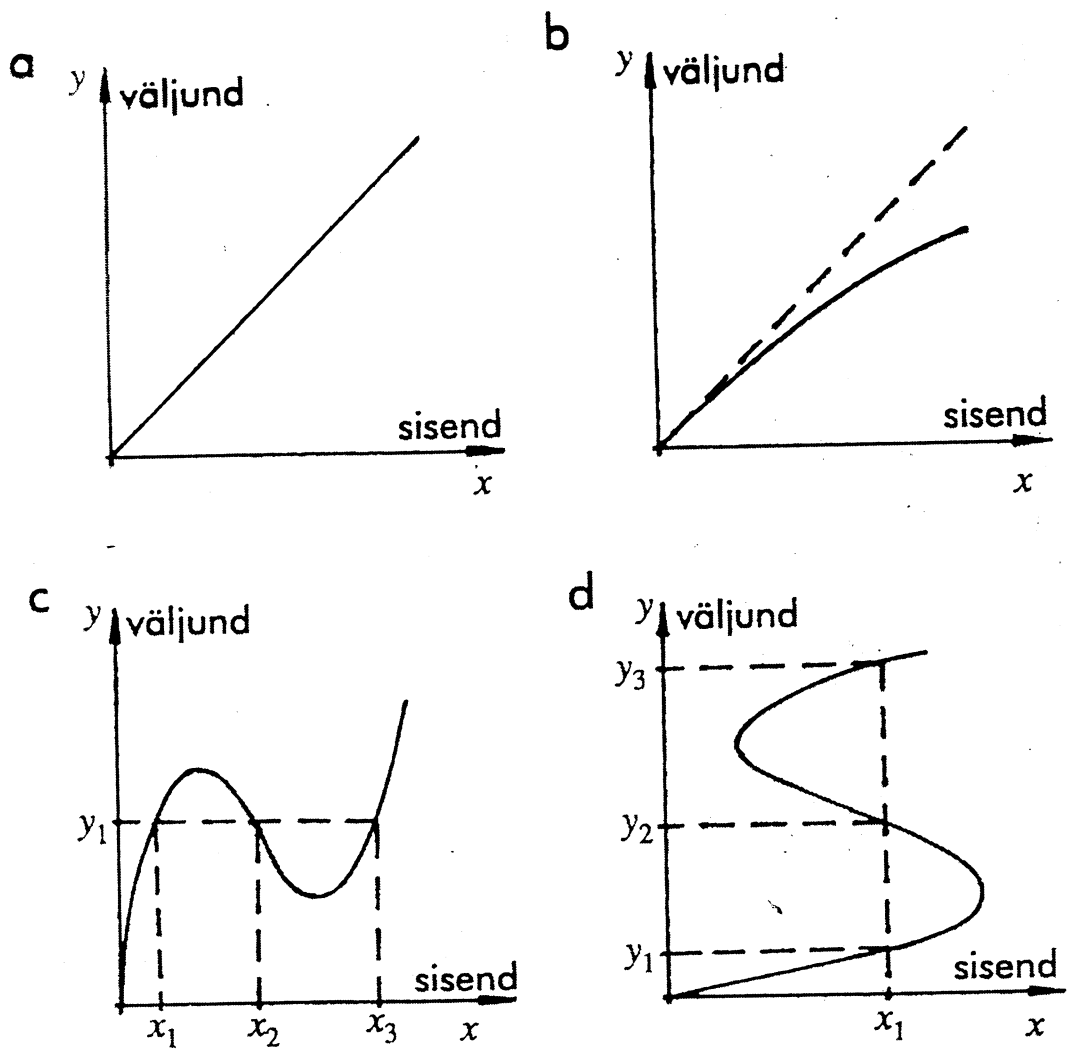 a
y
väljund
sisend
x
b
y
väljund
sisend
x
c
y
väljund
y₁
sisend
x₁ x₂ x₃ x
d
y
väljund
y₃
y₂
y₁
sisend
x₁ x